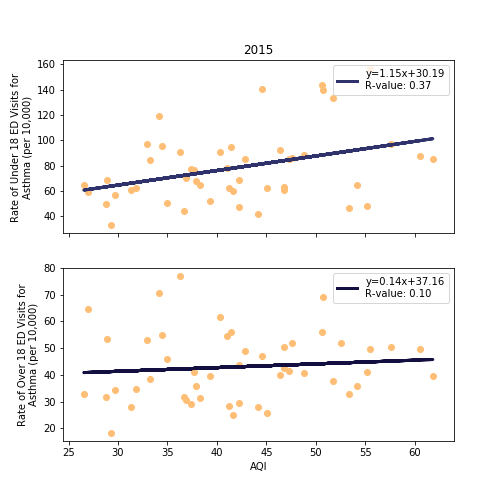 2015
Rate of Under 18 ED Visits for
Asthma (per 10,000)
160
140
120
100
80
60
40
y=1.15x+30.19
R-value: 0.37
Rate of Over 18 ED Visits for
Asthma (per 10,000)
80
70
60
50
40
30
20
y=0.14x+37.16
R-value: 0.10
25 30 35 40 45 50 55 60
AQI